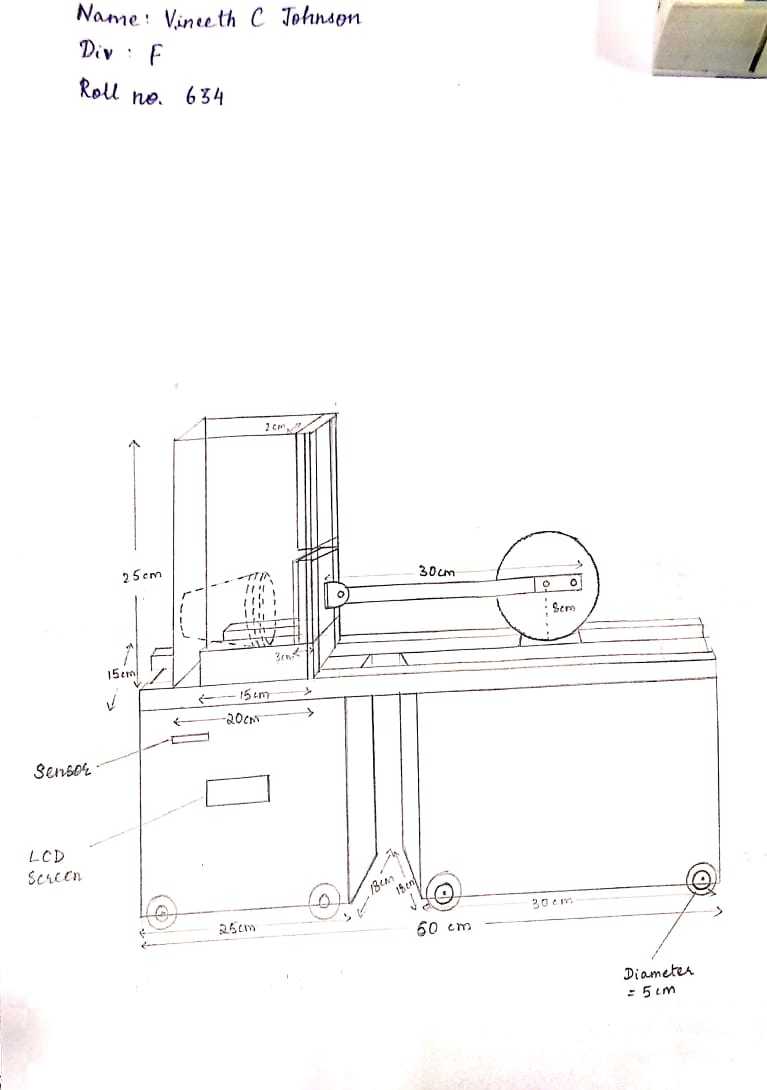 Name: Vineeth C Johnson
Div : F
Roll no. 634
2cm
25cm
30cm
8cm
15cm
3cm
15cm
20cm
Sensor
LCD
Screen
18cm
18cm
25cm
30cm
60 cm
Diameter
= 5cm